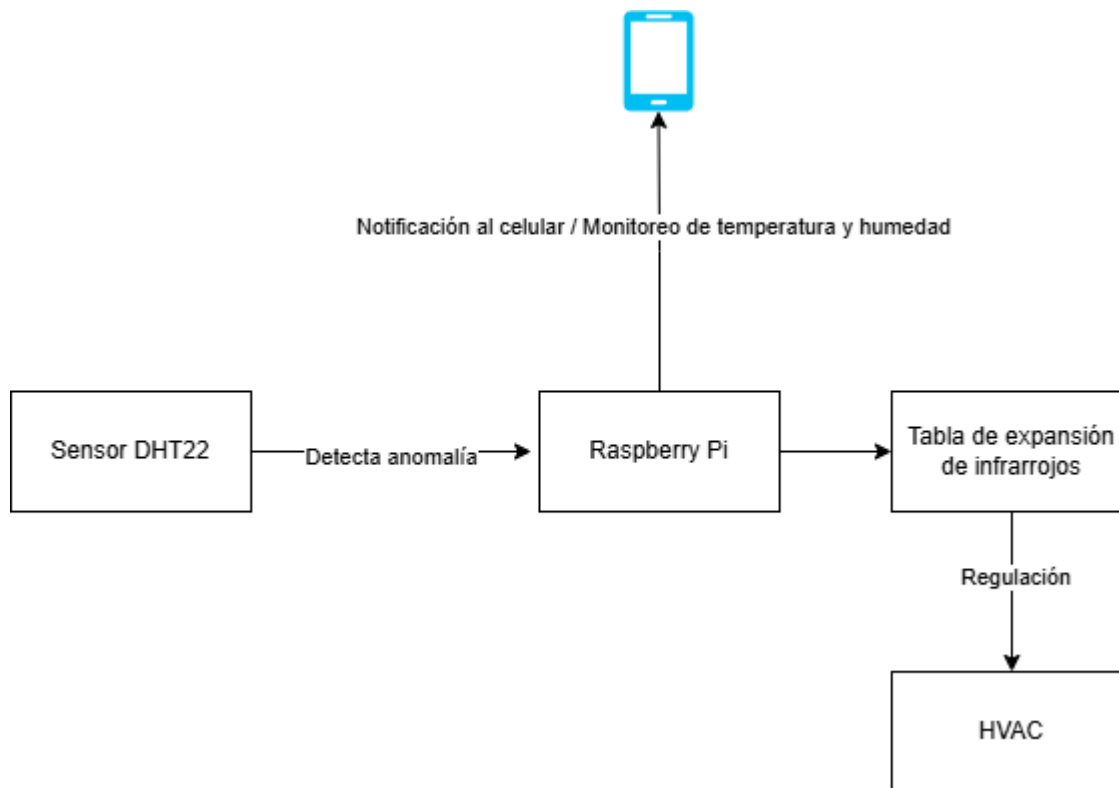 Notificación al celular / Monitoreo de temperatura y humedad
Sensor DHT22
Detecta anomalía
Raspberry Pi
Tabla de expansión
de infrarrojos
Regulación
HVAC